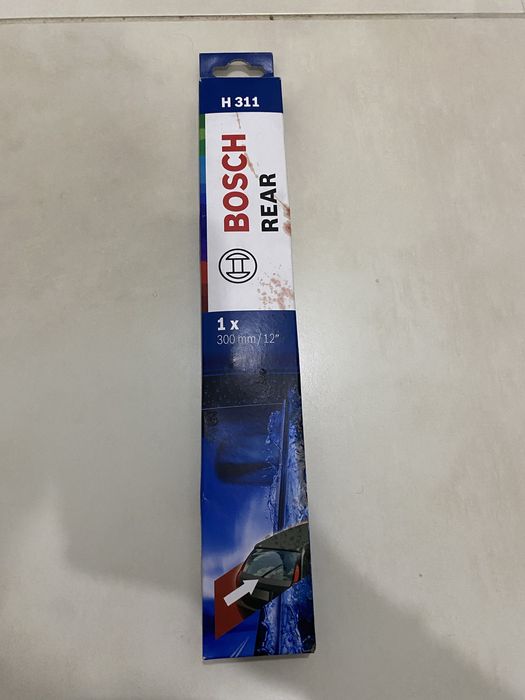 H 311
BOSCH
REAR
1 x
300 mm / 12"